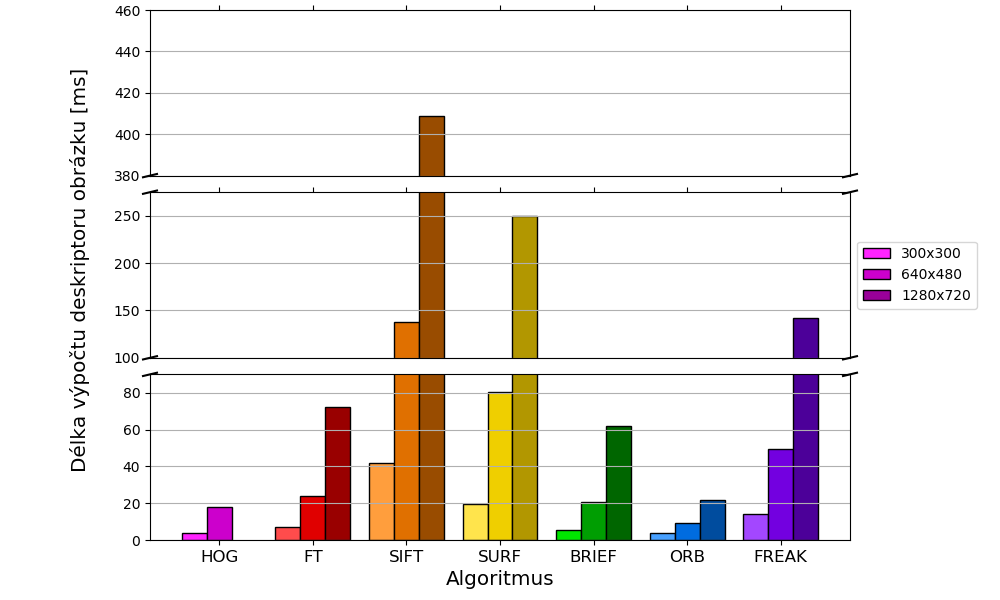 Délka výpočtu deskriptoru obrázku [ms]
460
440
420
400
380
250
200
150
100
80
60
40
20
0
HOG FT SIFT SURF BRIEF ORB FREAK
Algoritmus
300x300
640x480
1280x720